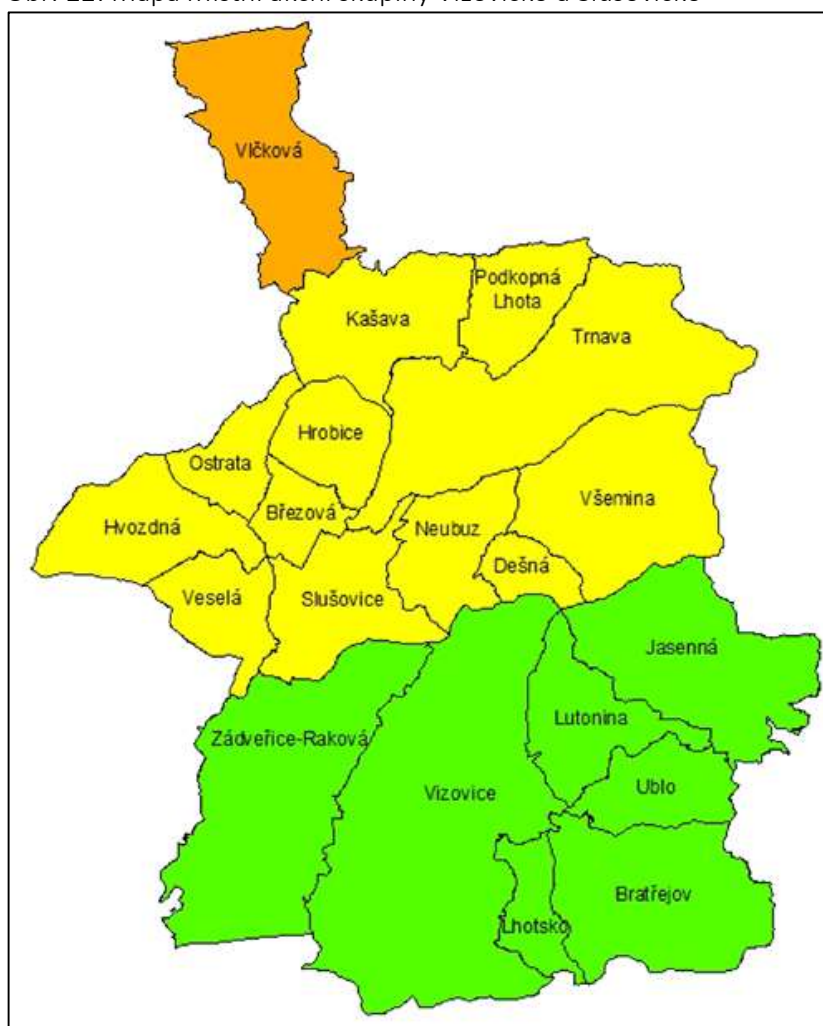 Vlčková
Podkopná
Lhota
Kašava
Trnava
Hrobice
Ostrata
Všemina
Březová
Hvozdná
Neubuz
Dešná
Veselá
Slušovice
Jasenná
Lutonina
Zádveřice-Raková
Ublo
Vizovice
Bratřejov
Lhotsko